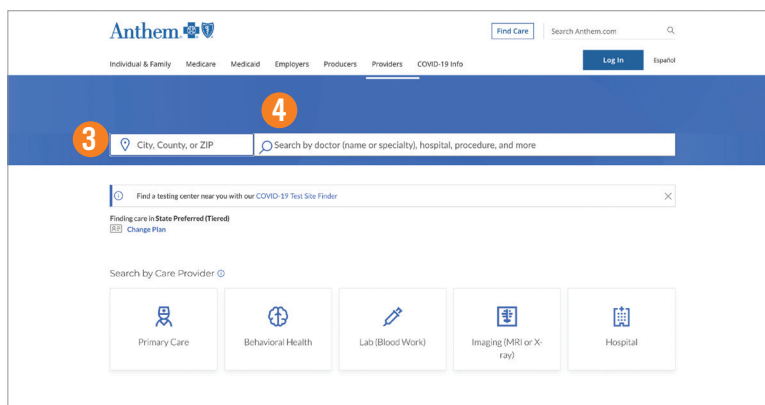 Anthem
Find Care
Search Anthem.com
Individual & Family Medicare Medicaid Employers Producers Providers COVID-19 Info
Log In
Español
4
3
City, County, or ZIP
Search by doctor (name or specialty), hospital, procedure, and more
Find a testing center near you with our COVID-19 Test Site Finder
Finding care in State Preferred (Tiered)
Change Plan
Search by Care Provider
Primary Care
Behavioral Health
Lab (Blood Work)
Imaging (MRI or X-
ray)
Hospital